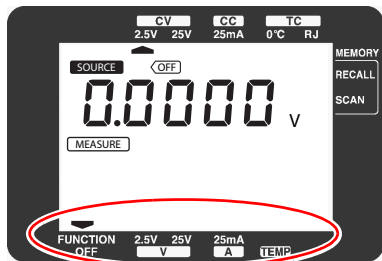 CV CC TC
2.5V 25V 25mA 0℃ RJ
MEMORY
SOURCE OFF
RECALL
SCAN
0.0000 V
MEASURE
FUNCTION 2.5V 25V 25mA
OFF V A TEMP